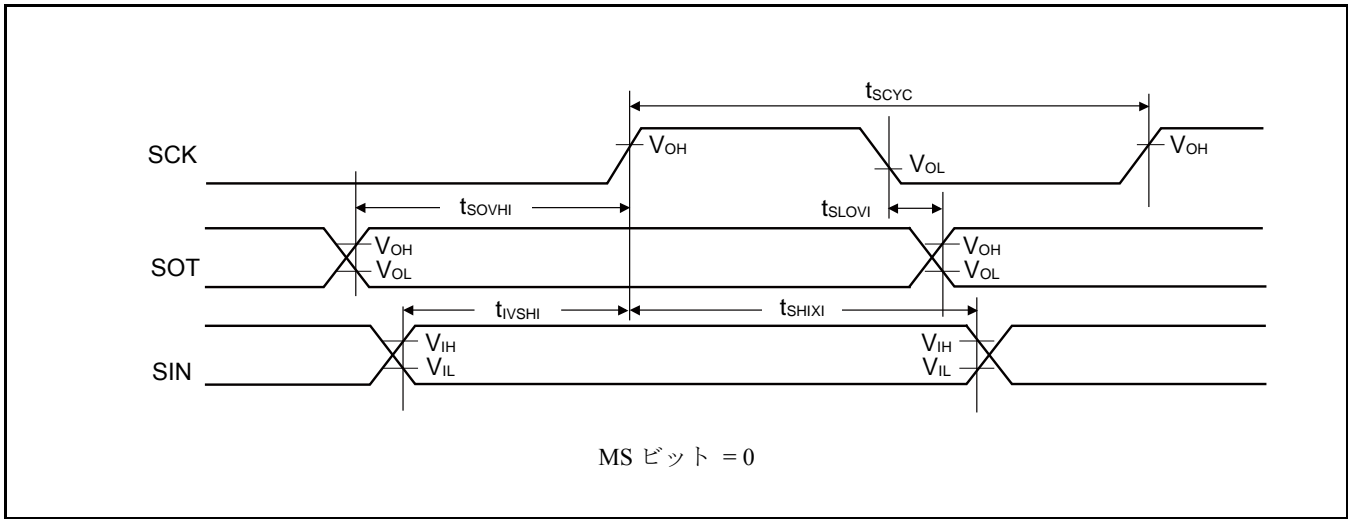 tSCYC
SCK
VOH
VOL
VOH
tSOVHI
tSLOVI
SOT
VOH
VOL
VOH
VOL
tIVSHI
tSHIXI
SIN
VIH
VIL
VIH
VIL
MS ビット = 0